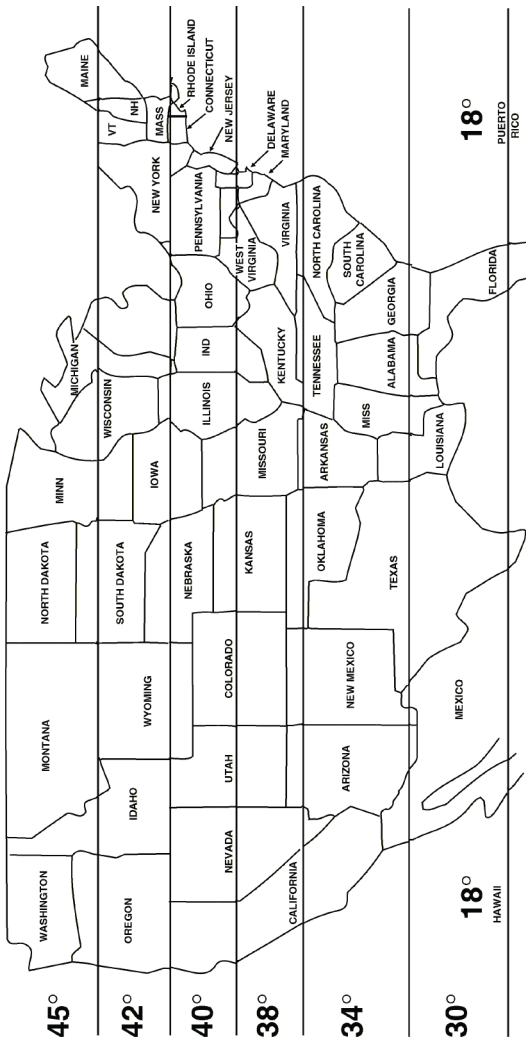 45°
42°
40°
38°
34°
30°
WASHINGTON
MONTANA
NORTH DAKOTA
MINN
MICHIGAN
MAINE
OREGON
IDAHO
WYOMING
SOUTH DAKOTA
WISCONSIN
IOWA
NEW YORK
VT
NH
MASS
RHODE ISLAND
CONNECTICUT
NEW JERSEY
DELAWARE
MARYLAND
NEVADA
UTAH
COLORADO
NEBRASKA
KANSAS
ILLINOIS
IND
OHIO
PENNSYLVANIA
WEST
VIRGINIA
VIRGINIA
CALIFORNIA
MISSOURI
KENTUCKY
ARIZONA
NEW MEXICO
OKLAHOMA
ARKANSAS
TENNESSEE
NORTH CAROLINA
SOUTH
CAROLINA
TEXAS
MISS
ALABAMA
GEORGIA
LOUISIANA
FLORIDA
MEXICO
18°
HAWAII
18°
PUERTO
RICO